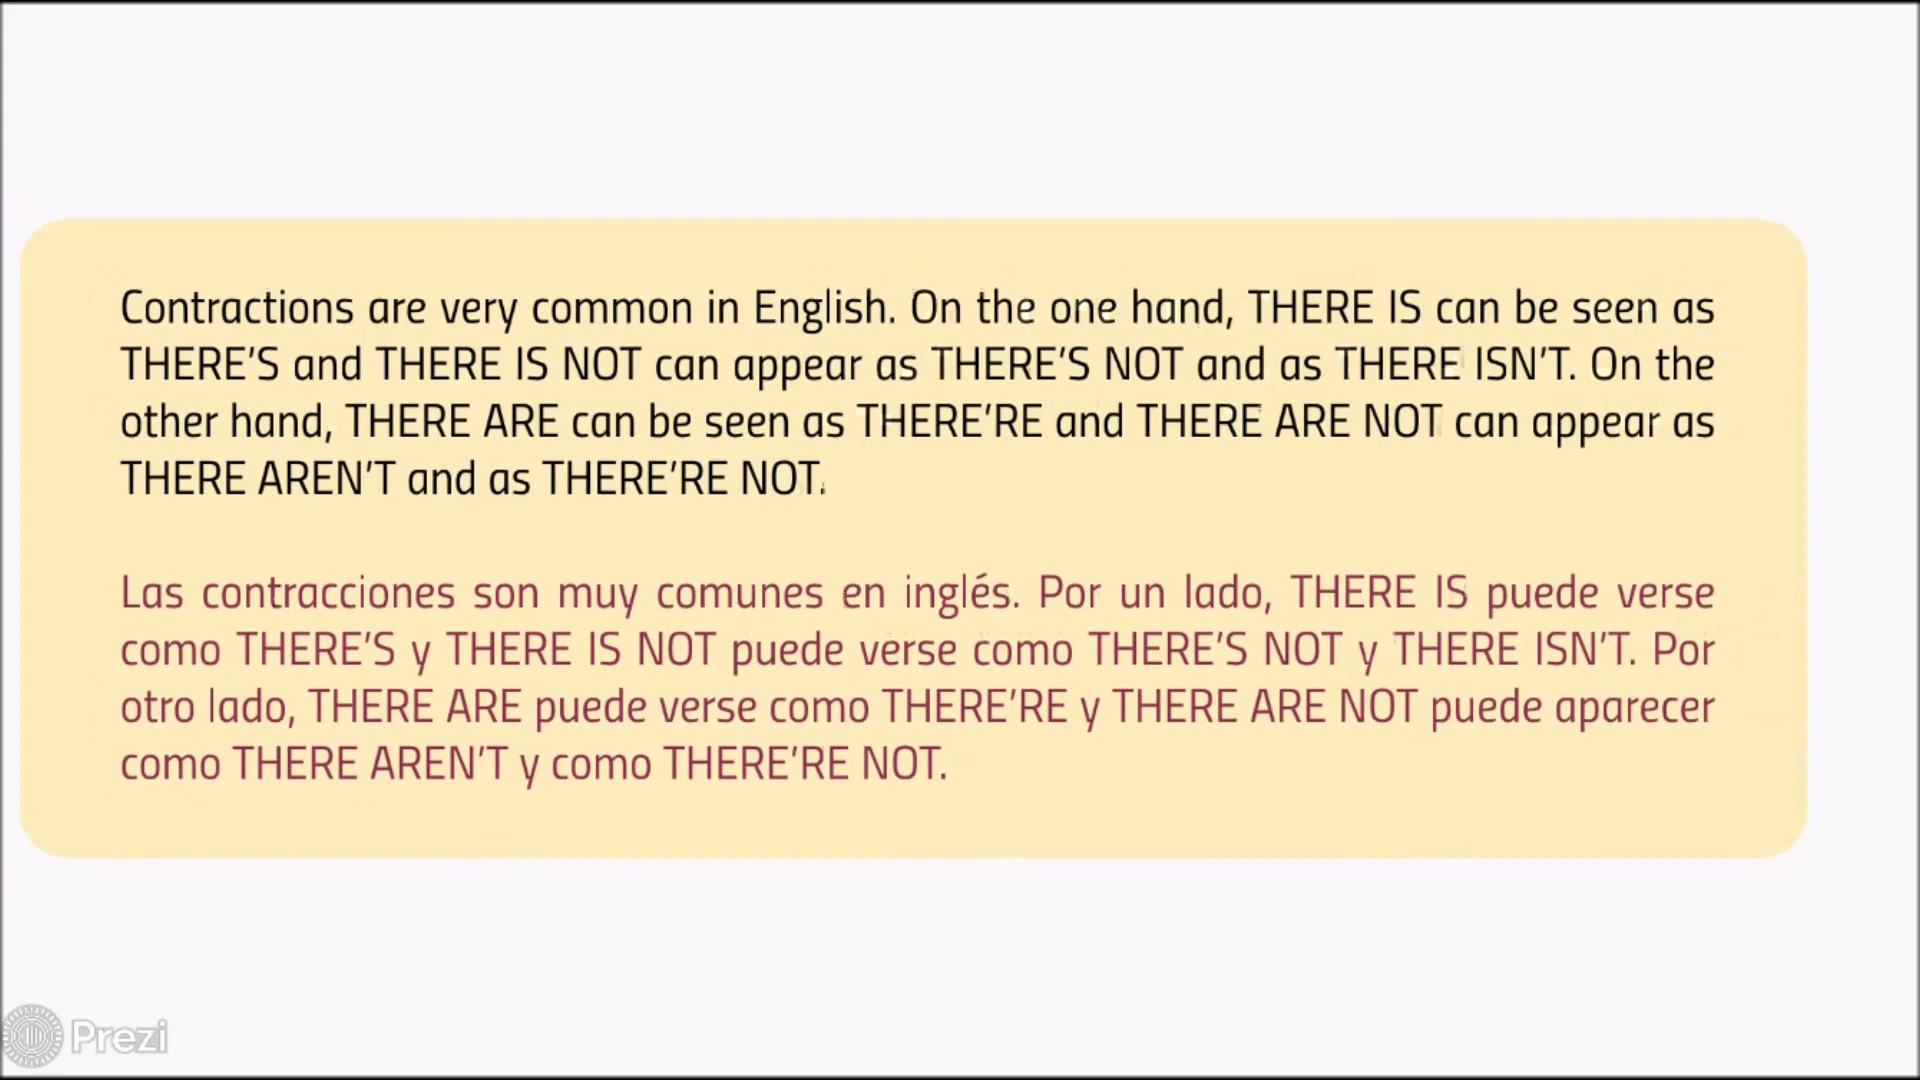 Contractions are very common in English. On the one hand, THERE IS can be seen as
THERE’S and THERE IS NOT can appear as THERE’S NOT and as THERE ISN’T. On the
other hand, THERE ARE can be seen as THERE’RE and THERE ARE NOT can appear as
THERE AREN’T and as THERE’RE NOT.
Las contracciones son muy comunes en inglés. Por un lado, THERE IS puede verse
como THERE’S y THERE IS NOT puede verse como THERE’S NOT y THERE ISN’T. Por
otro lado, THERE ARE puede verse como THERE’RE y THERE ARE NOT puede aparecer
como THERE AREN’T y como THERE’RE NOT.
Prezi